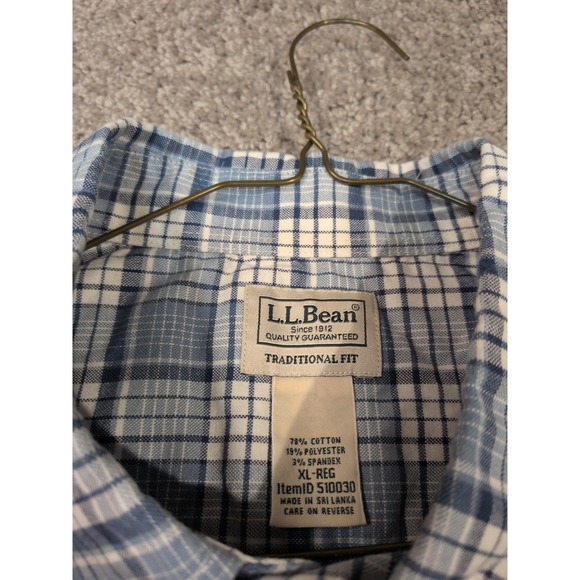 L.L.Bean®
Since 1912
QUALITY GUARANTEED
TRADITIONAL FIT
78% COTTON
19% POLYESTER
3% SPANDEX
XL-REG
ItemID 510030
MADE IN SRI LANKA
CARE ON REVERSE